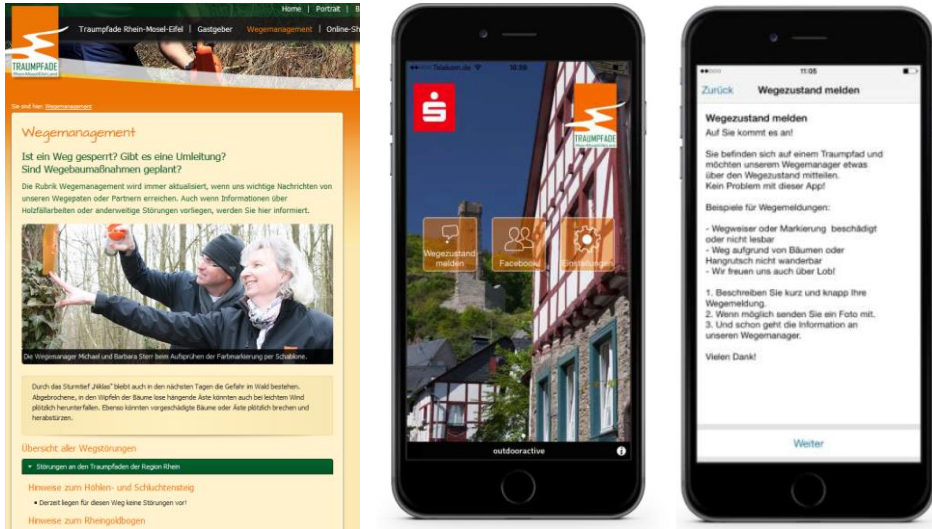 Home | Portrait |
Traumpfade Rhein-Mosel-Eifel | Gastgeber Wegemanagement | Online-Sh
TRAUMPFADE
Sie sind hier: Wegemanagement
Wegemanagement
Ist ein Weg gesperrt? Gibt es eine Umleitung?
Sind Wegebaumaßnahmen geplant?
Die Rubrik Wegemanagement wird immer aktualisiert, wenn uns wichtige Nachrichten von
unseren Wegepaten oder Partnern erreichen. Auch wenn Informationen über
Holzfällarbeiten oder anderweitige Störungen vorliegen, werden Sie hier informiert.
Die Wegemanager Michael und Barbara Sterr beim Aufsprühen der Farbmarkierung per Schablone.
Durch das Sturmtief „Niklas" bleibt auch in den nächsten Tagen die Gefahr im Wald bestehen.
Abgebrochene, in den Wipfeln der Bäume lose hängende Äste könnten auch bei leichtem Wind
plötzlich herunterfallen. Ebenso könnten vorgeschädigte Bäume oder Äste plötzlich brechen und
herabstürzen.
Übersicht aller Wegstörungen
Störungen an den Traumpfaden der Region Rhein
Hinweise zum Höhlen- und Schluchtensteig
Derzeit liegen für diesen Weg keine Störungen vor!
Hinweise zum Rheingoldbogen
Telekom.de 10:59
TRAUMPFADE
Wegezustand
melden
Facebook
Einstellungen
outdooractive
11:05
Zurück Wegezustand melden
Wegezustand melden
Auf Sie kommt es an!
Sie befinden sich auf einem Traumpfad und
möchten unserem Wegemanager etwas
über den Wegezustand mitteilen.
Kein Problem mit dieser App!
Beispiele für Wegemeldungen:
- Wegweiser oder Markierung beschädigt
oder nicht lesbar
- Weg aufgrund von Bäumen oder
Hangrutsch nicht wanderbar
- Wir freuen uns auch über Lob!
1. Beschreiben Sie kurz und knapp Ihre
Wegemeldung.
2. Wenn möglich senden Sie ein Foto mit.
3. Und schon geht die Information an
unseren Wegemanager.
Vielen Dank!
Weiter